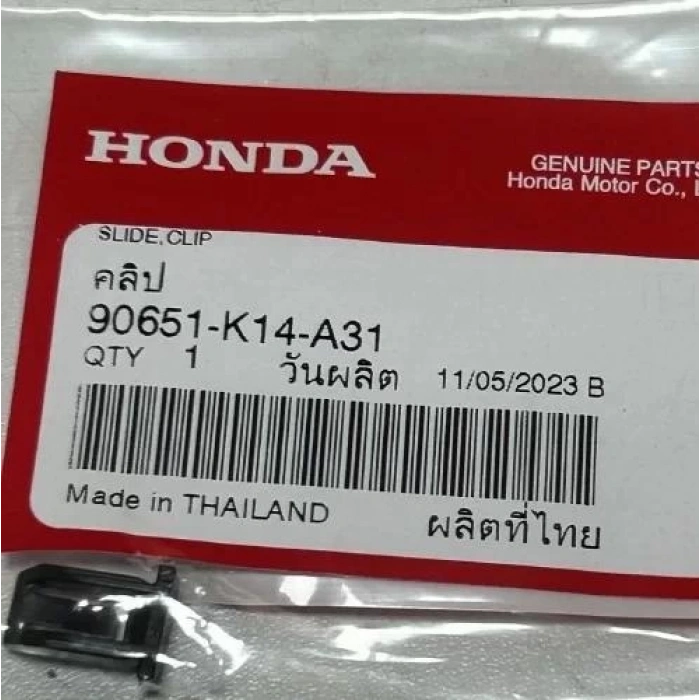 HONDA
GENUINE PARTS
Honda Motor Co.,
SLIDE, CLIP
คลิป
90651-K14-A31
QTY 1 วันผลิต 11/05/2023 B
Made in THAILAND ผลิตที่ไทย